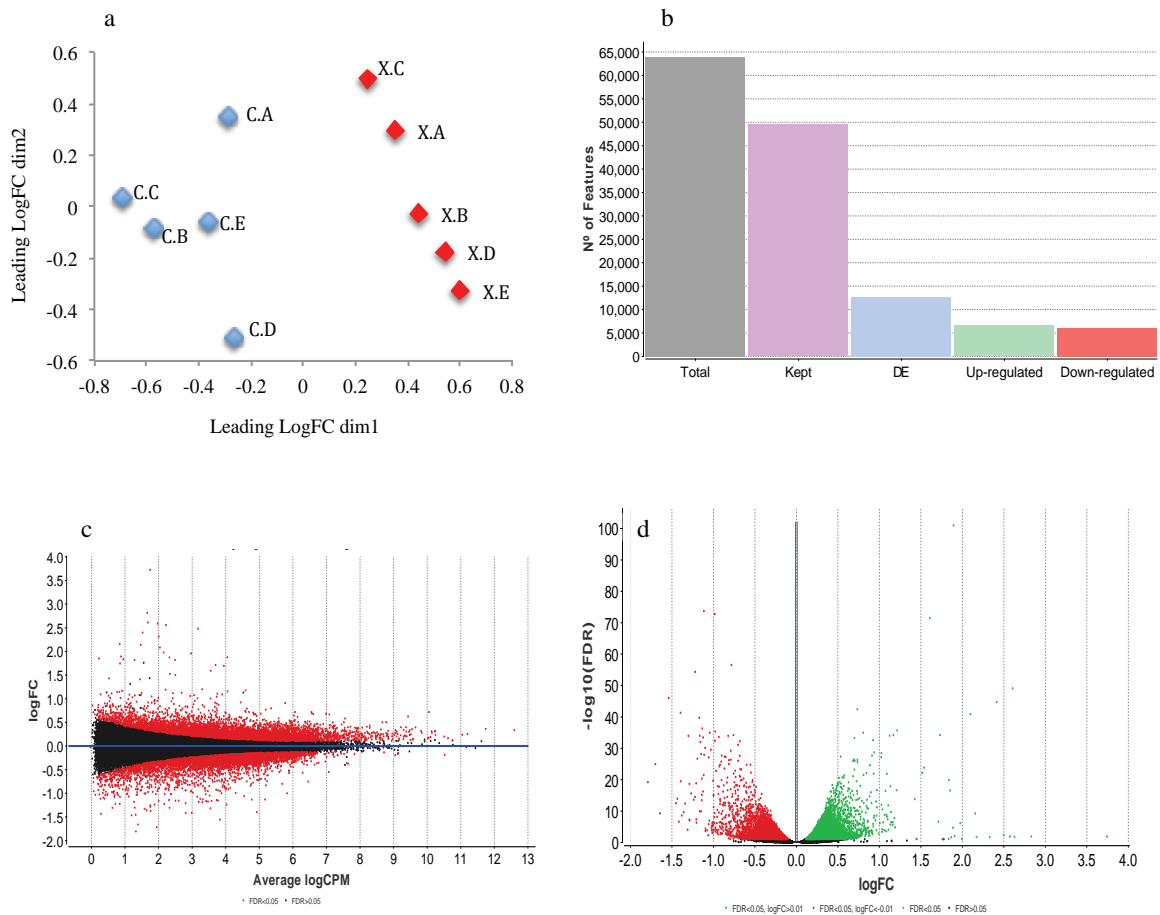 a
0.6
0.4
0.2
0
-0.2
-0.4
-0.6
-0.8
-0.6
-0.4
-0.2
0
0.2
0.4
0.6
0.8
Leading LogFC dim2
Leading LogFC dim1
X.C
C.A
X.A
C.C
C.B
C.E
X.B
X.D
X.E
C.D
b
65,000
60,000
55,000
50,000
45,000
40,000
35,000
30,000
25,000
20,000
15,000
10,000
5,000
0
Nº of Features
Total
Kept
DE
Up-regulated
Down-regulated
c
4.0
3.5
3.0
2.5
2.0
1.5
1.0
0.5
0.0
-0.5
-1.0
-1.5
-2.0
logFC
0 1 2 3 4 5 6 7 8 9 10 11 12 13
Average logCPM
FDR<0.05 FDR>0.05
d
100
90
80
70
60
50
40
30
20
10
0
-log10(FDR)
-2.0 -1.5 -1.0 -0.5 0.0 0.5 1.0 1.5 2.0 2.5 3.0 3.5 4.0
logFC
FDR<0.05, logFC>0.01 FDR<0.05, logFC<-0.01 FDR<0.05 FDR>0.05